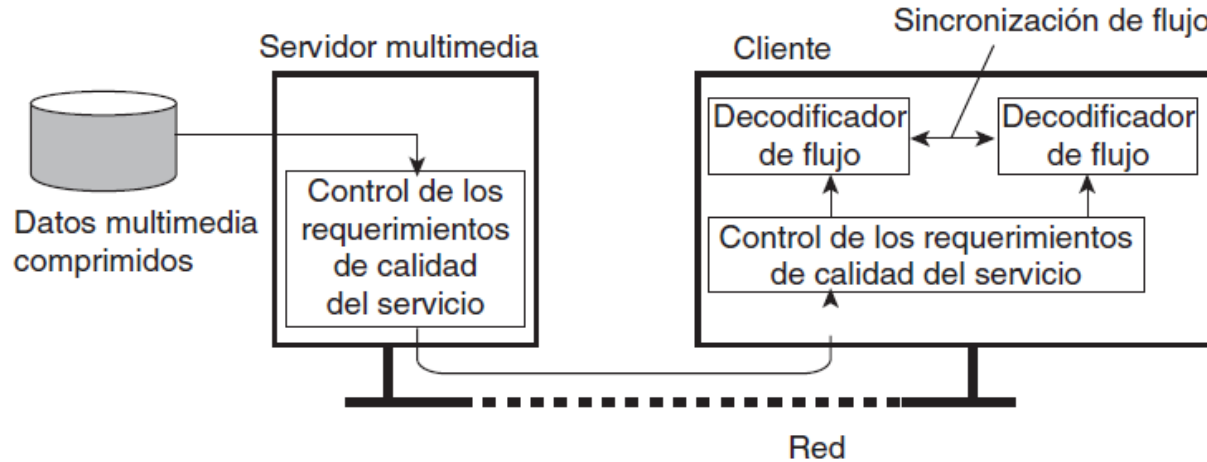 Sincronización de flujo
Servidor multimedia
Cliente
Decodificador
de flujo
Decodificador
de flujo
Datos multimedia
comprimidos
Control de los
requerimientos
de calidad
del servicio
Control de los requerimientos
de calidad del servicio
Red